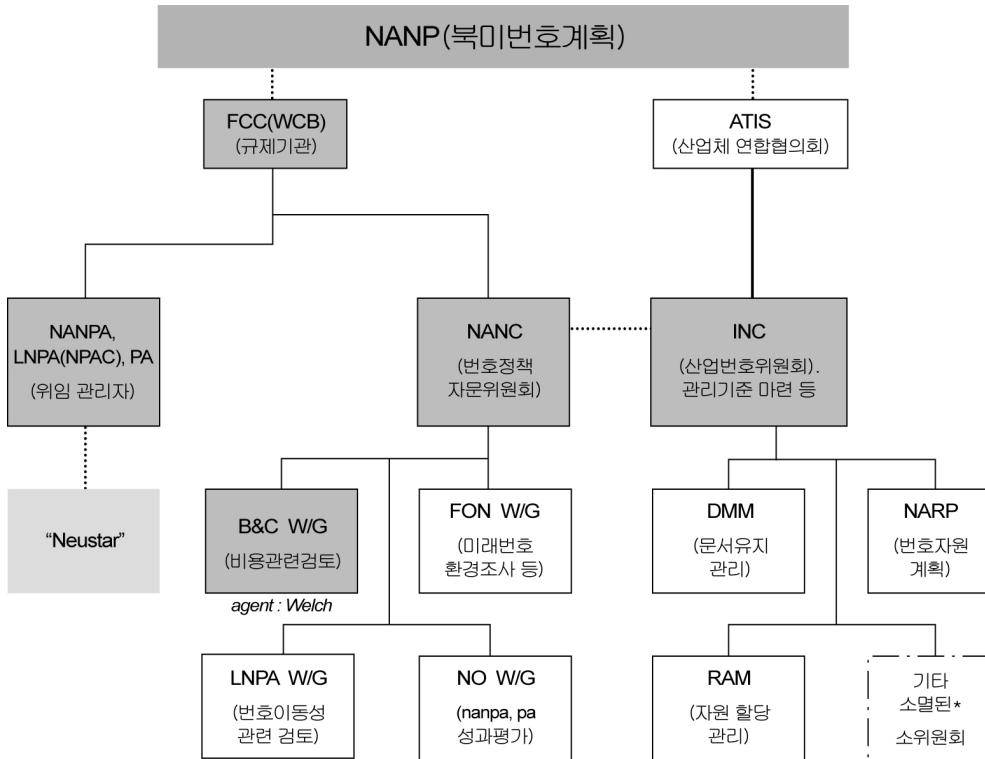 NANP(북미번호계획)
FCC(WCB)
(규제기관)
ATIS
(산업체 연합협의회)
NANPA,
LNPA(NPAC), PA
(위임 관리자)
NANC
(번호정책
자문위원회)
INC
(산업번호위원회).
관리기준 마련 등
"Neustar"
B&C W/G
(비용관련검토)
agent : Welch
FON W/G
(미래번호
환경조사 등)
DMM
(문서유지
관리)
NARP
(번호자원
계획)
LNPA W/G
(번호이동성
관련 검토)
NO W/G
(nanpa, pa
성과평가)
RAM
(자원 할당
관리)
기타
소멸된*
소위원회